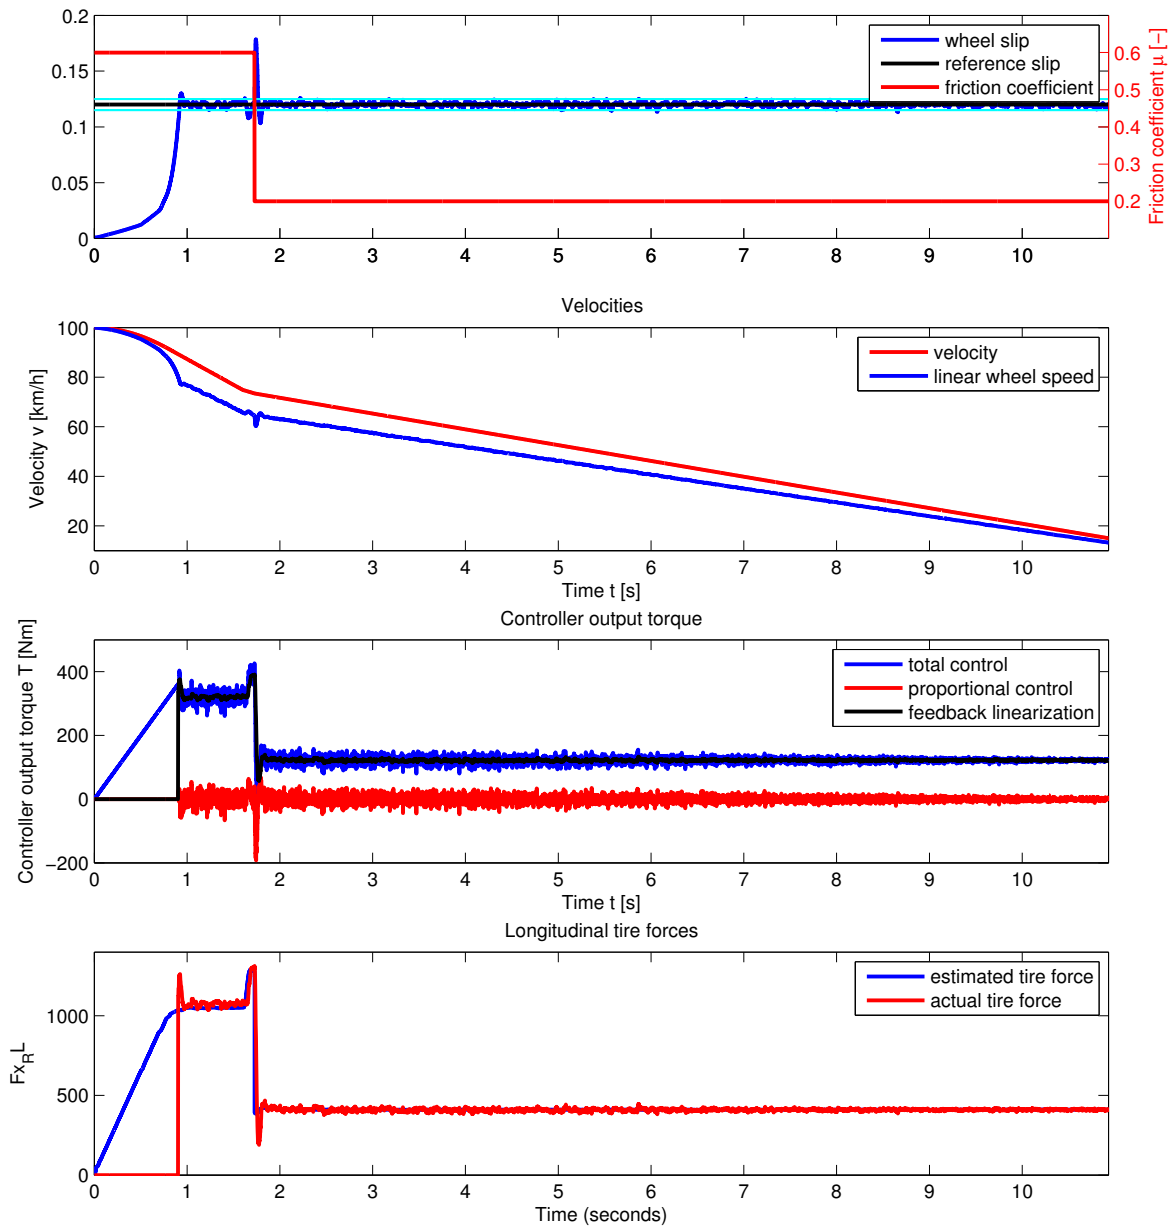 0.2
0.15
0.1
0.05
0
wheel slip
reference slip
friction coefficient
0.6
0.5
0.4
0.3
0.2
Friction coefficient μ [-]
0 1 2 3 4 5 6 7 8 9 10
Velocities
100
80
60
40
20
Velocity v [km/h]
velocity
linear wheel speed
0 1 2 3 4 5 6 7 8 9 10
Time t [s]
Controller output torque
400
200
0
−200
Controller output torque T [Nm]
total control
proportional control
feedback linearization
0 1 2 3 4 5 6 7 8 9 10
Time t [s]
Longitudinal tire forces
1000
500
0
Fx_RL
estimated tire force
actual tire force
0 1 2 3 4 5 6 7 8 9 10
Time (seconds)